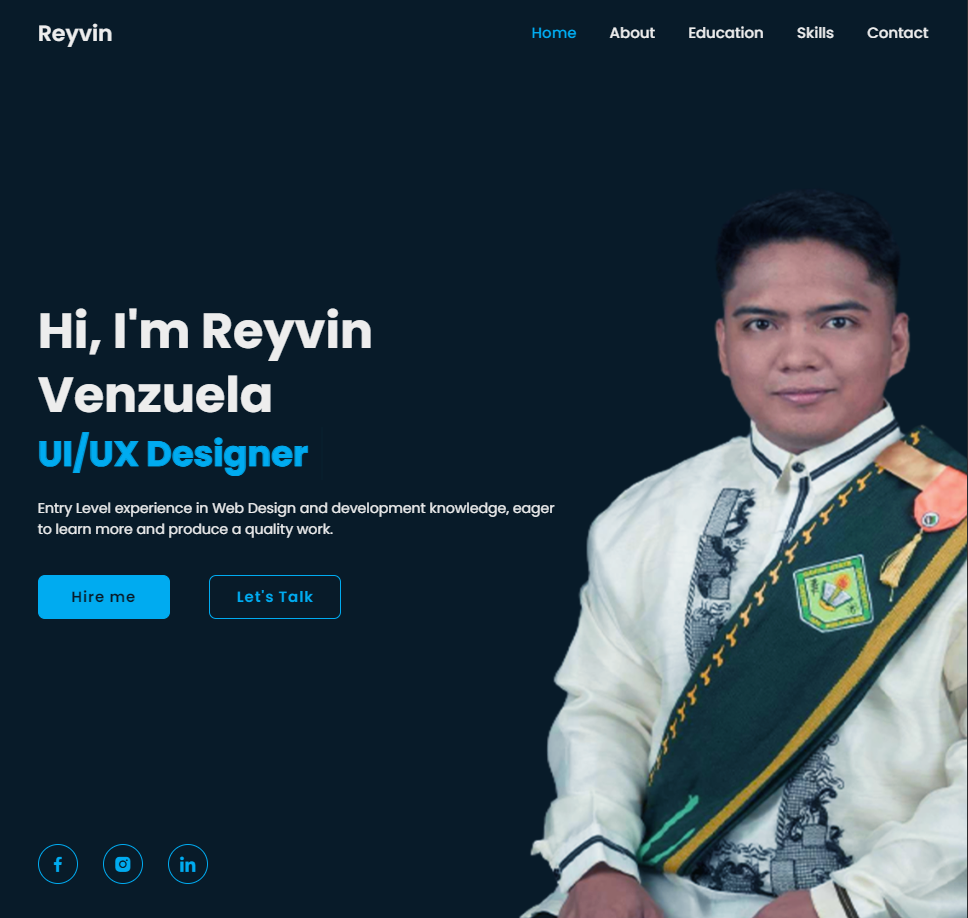 Reyvin
Home About Education Skills Contact
Hi, I'm Reyvin
Venzuela
UI/UX Designer
Entry Level experience in Web Design and development knowledge, eager
to learn more and produce a quality work.
Hire me Let's Talk